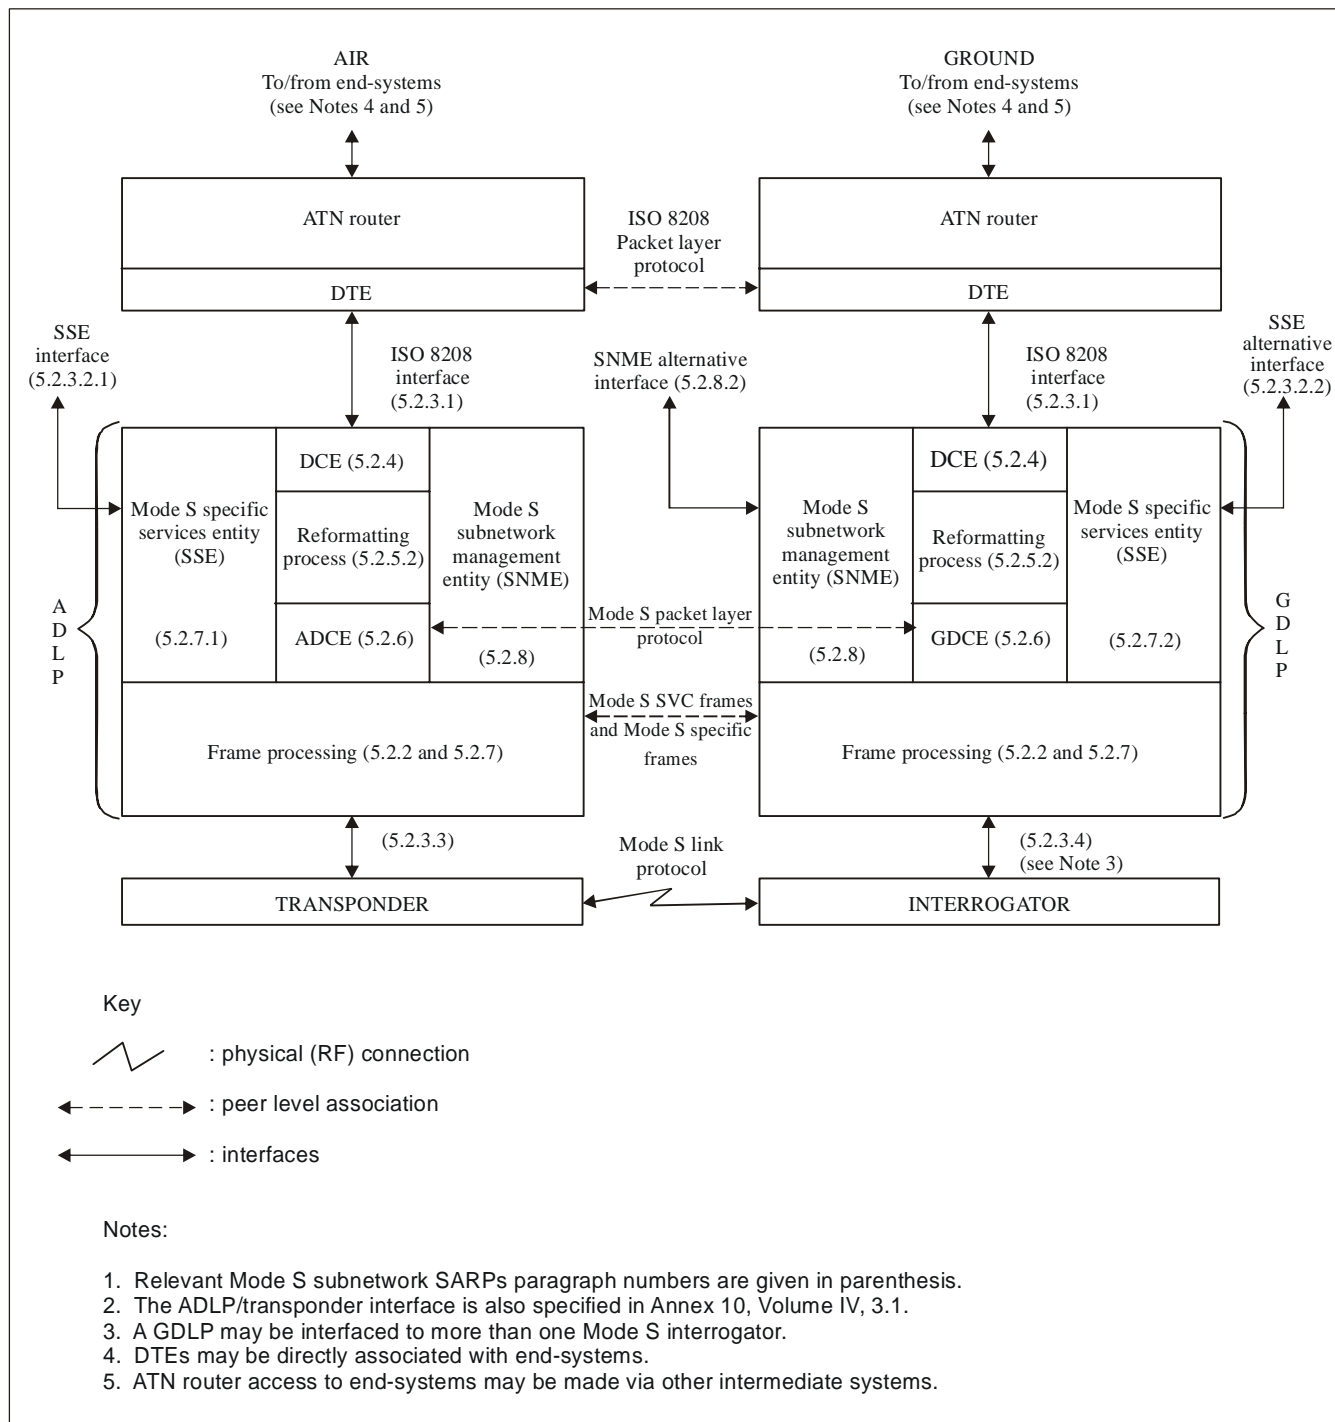 AIR
To/from end-systems
(see Notes 4 and 5)
GROUND
To/from end-systems
(see Notes 4 and 5)
ATN router
DTE
ISO 8208
Packet layer
protocol
ATN router
DTE
SSE
interface
(5.2.3.2.1)
ISO 8208
interface
(5.2.3.1)
SNME alternative
interface (5.2.8.2)
ISO 8208
interface
(5.2.3.1)
SSE
alternative
interface
(5.2.3.2.2)
A
D
L
P
Mode S specific
services entity
(SSE)
(5.2.7.1)
DCE (5.2.4)
Reformatting
process (5.2.5.2)
ADCE (5.2.6)
Mode S
subnetwork
management
entity (SNME)
(5.2.8)
Mode S packet layer
protocol
Mode S
subnetwork
management
entity (SNME)
(5.2.8)
DCE (5.2.4)
Reformatting
process (5.2.5.2)
GDCE (5.2.6)
Mode S specific
services entity
(SSE)
(5.2.7.2)
G
D
L
P
Frame processing (5.2.2 and 5.2.7)
Mode S SVC frames
and Mode S specific
frames
Frame processing (5.2.2 and 5.2.7)
(5.2.3.3)
Mode S link
protocol
(5.2.3.4)
(see Note 3)
TRANSPONDER
INTERROGATOR
Key
: physical (RF) connection
: peer level association
: interfaces
Notes:
1. Relevant Mode S subnetwork SARPs paragraph numbers are given in parenthesis.
2. The ADLP/transponder interface is also specified in Annex 10, Volume IV, 3.1.
3. A GDLP may be interfaced to more than one Mode S interrogator.
4. DTEs may be directly associated with end-systems.
5. ATN router access to end-systems may be made via other intermediate systems.